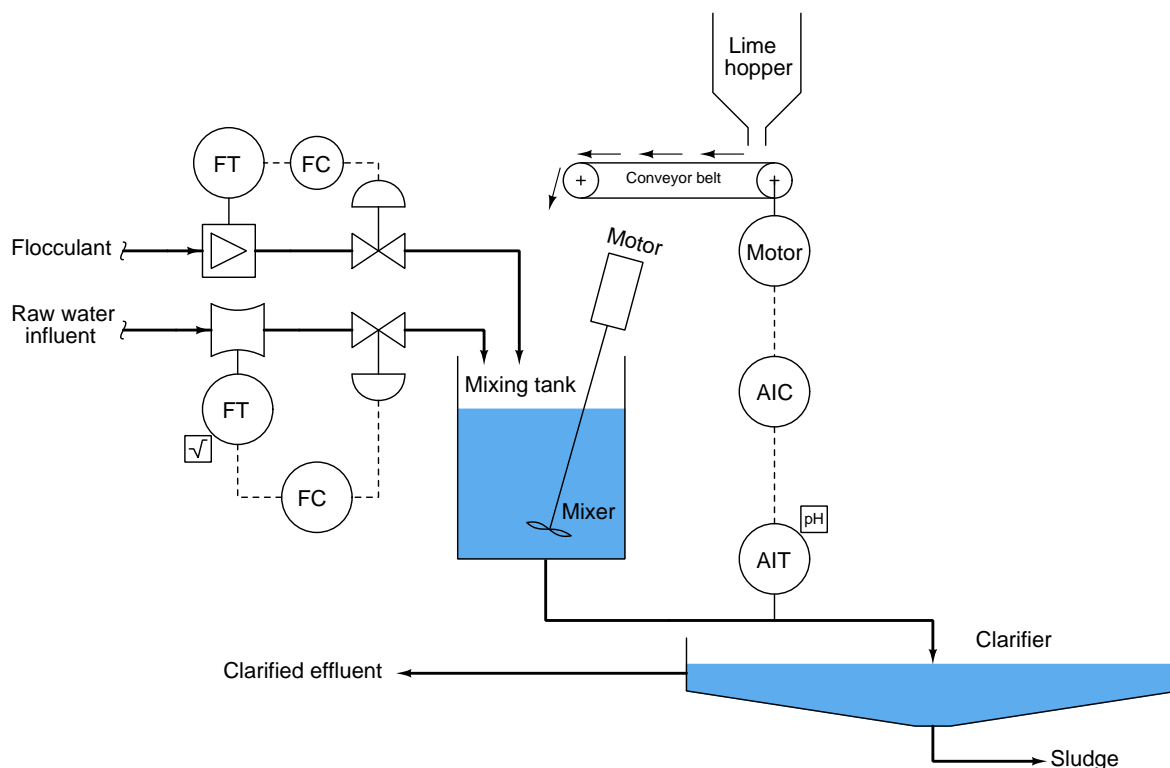 Lime
hopper
FT
FC
Conveyor belt
Flocculant
Motor
Motor
Raw water
influent
Mixing tank
FT
AIC
√
FC
Mixer
pH
AIT
Clarifier
Clarified effluent
Sludge